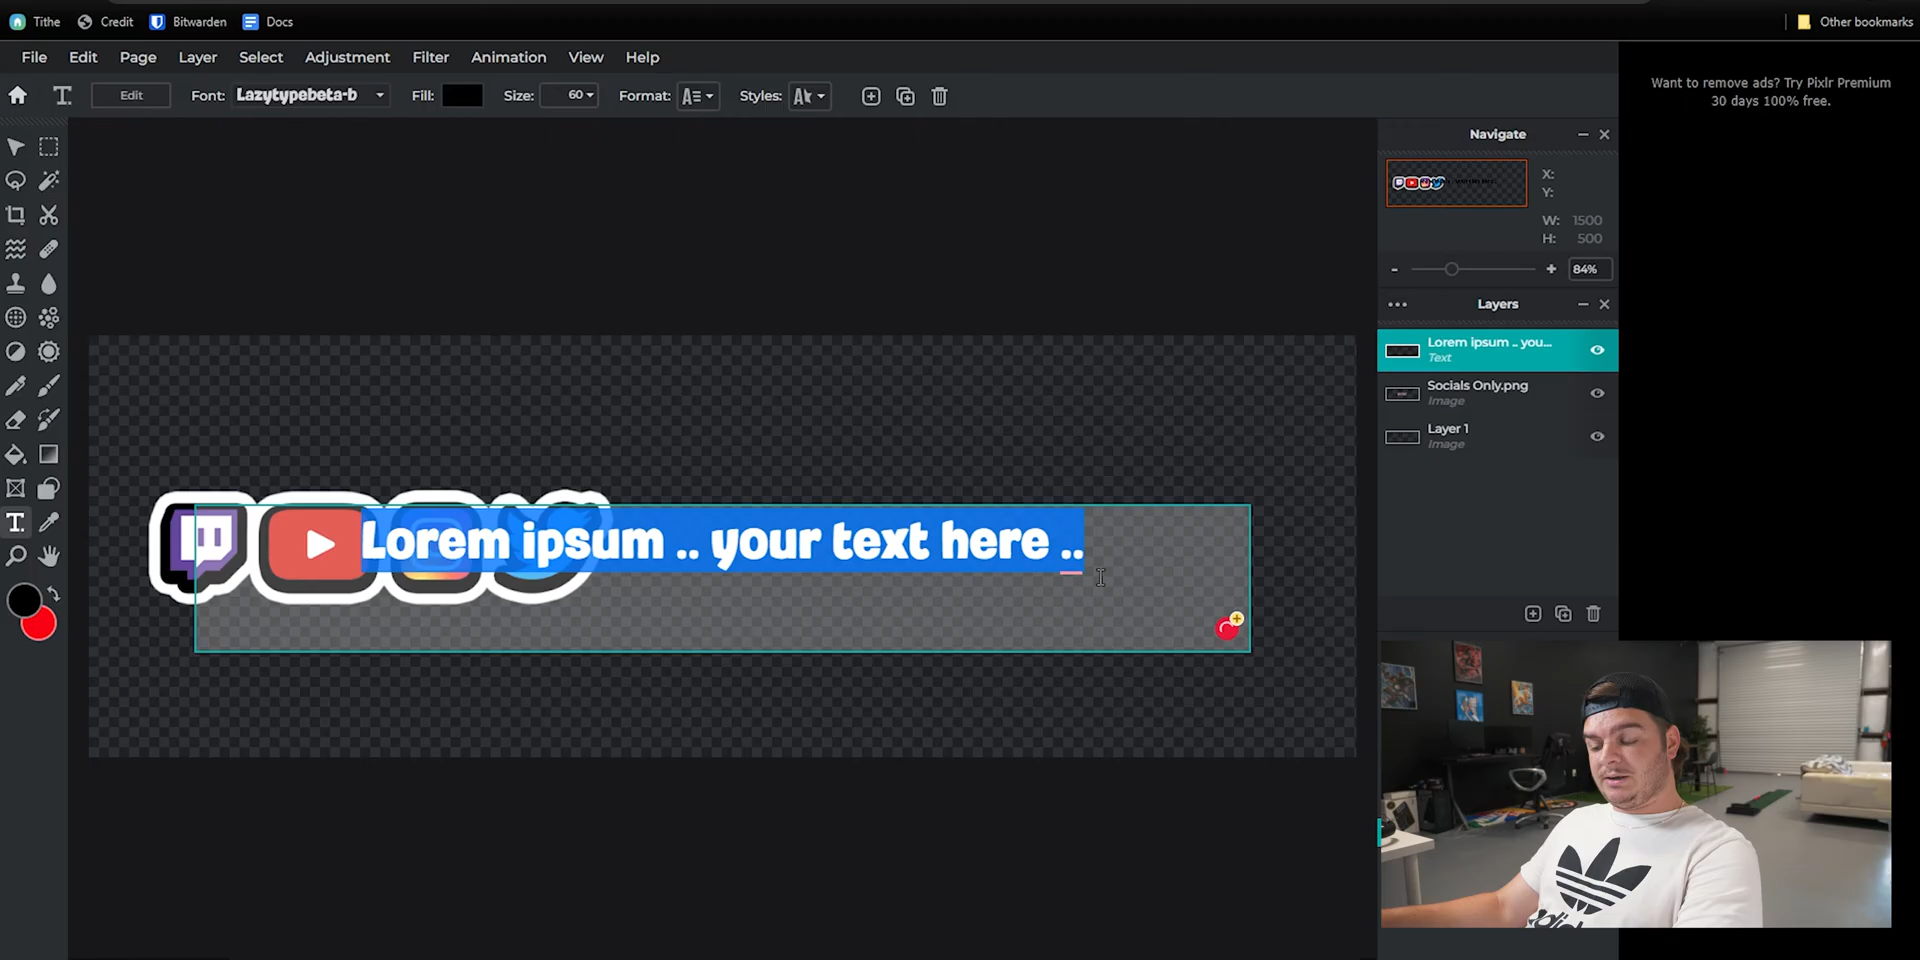 Tithe Credit Bitwarden Docs Other bookmarks
File Edit Page Layer Select Adjustment Filter Animation View Help
Want to remove ads? Try Pixlr Premium
30 days 100% free.
Edit Font: Lazytypebeta-b Fill: Size: 60 Format: Styles:
Navigate
X:
Y:
W: 1500
H: 500
- + 84%
Layers
Lorem ipsum .. you...
Text
Socials Only.png
Image
Layer 1
Image
Lorem ipsum .. your text here ..